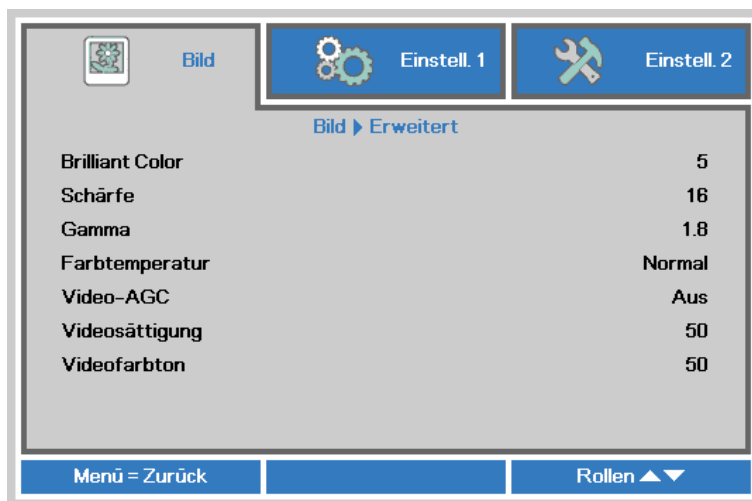 Bild
Einstell. 1
Einstell. 2
Bild ▶ Erweitert
Brilliant Color 5
Schärfe 16
Gamma 1.8
Farbtemperatur Normal
Video-AGC Aus
Videosättigung 50
Videofarbton 50
Menü = Zurück
Rollen ▲▼